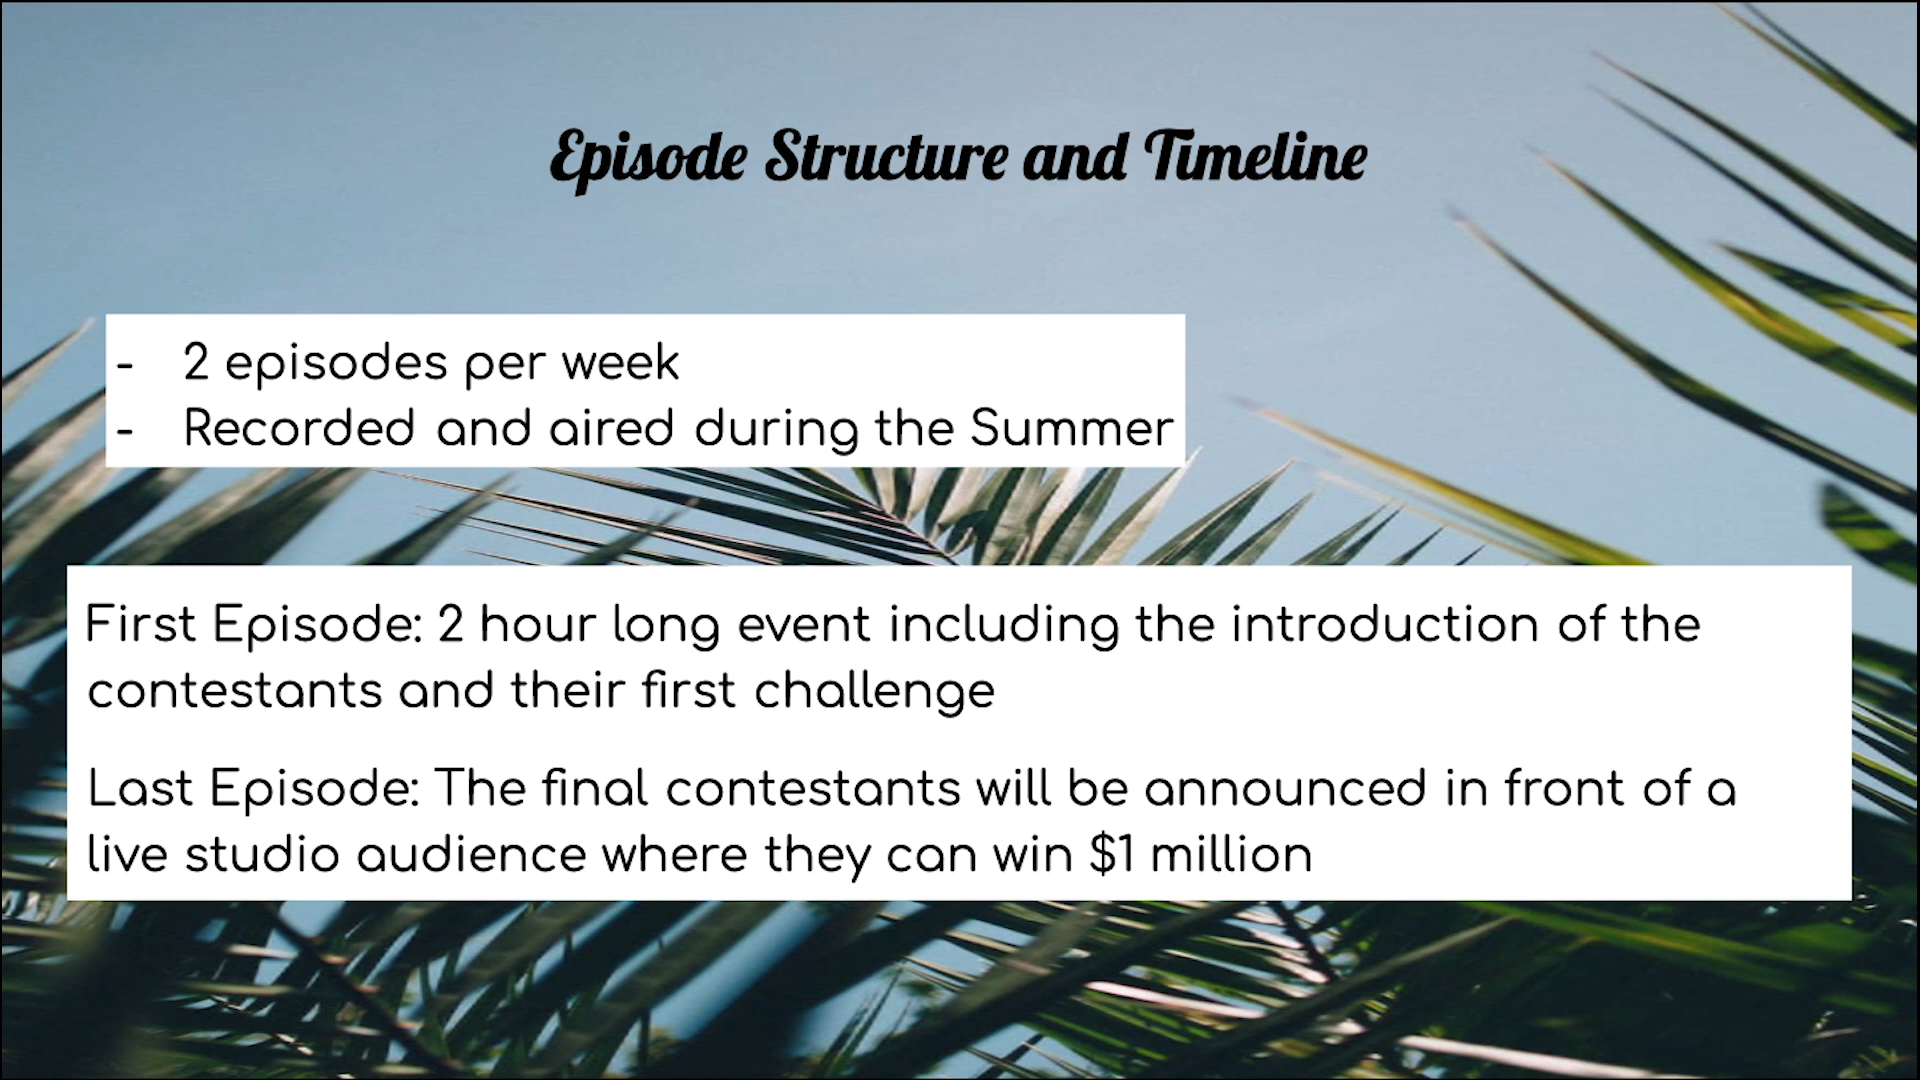 Episode Structure and Timeline
- 2 episodes per week
- Recorded and aired during the Summer
First Episode: 2 hour long event including the introduction of the
contestants and their first challenge
Last Episode: The final contestants will be announced in front of a
live studio audience where they can win $1 million